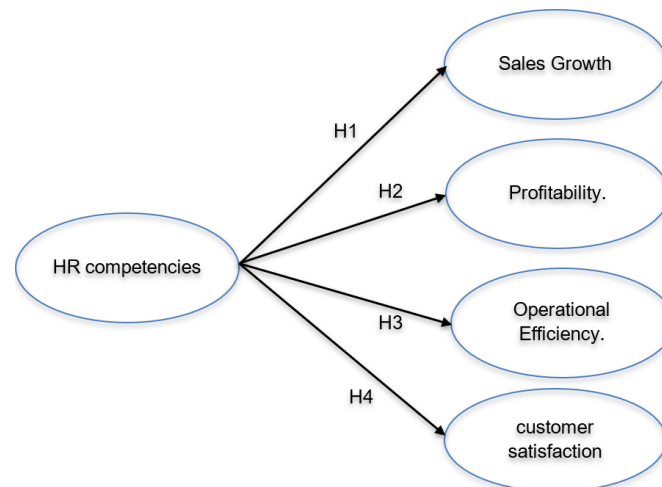 Sales Growth
H1
H2
Profitability.
HR competencies
H3
Operational
Efficiency.
H4
customer
satisfaction